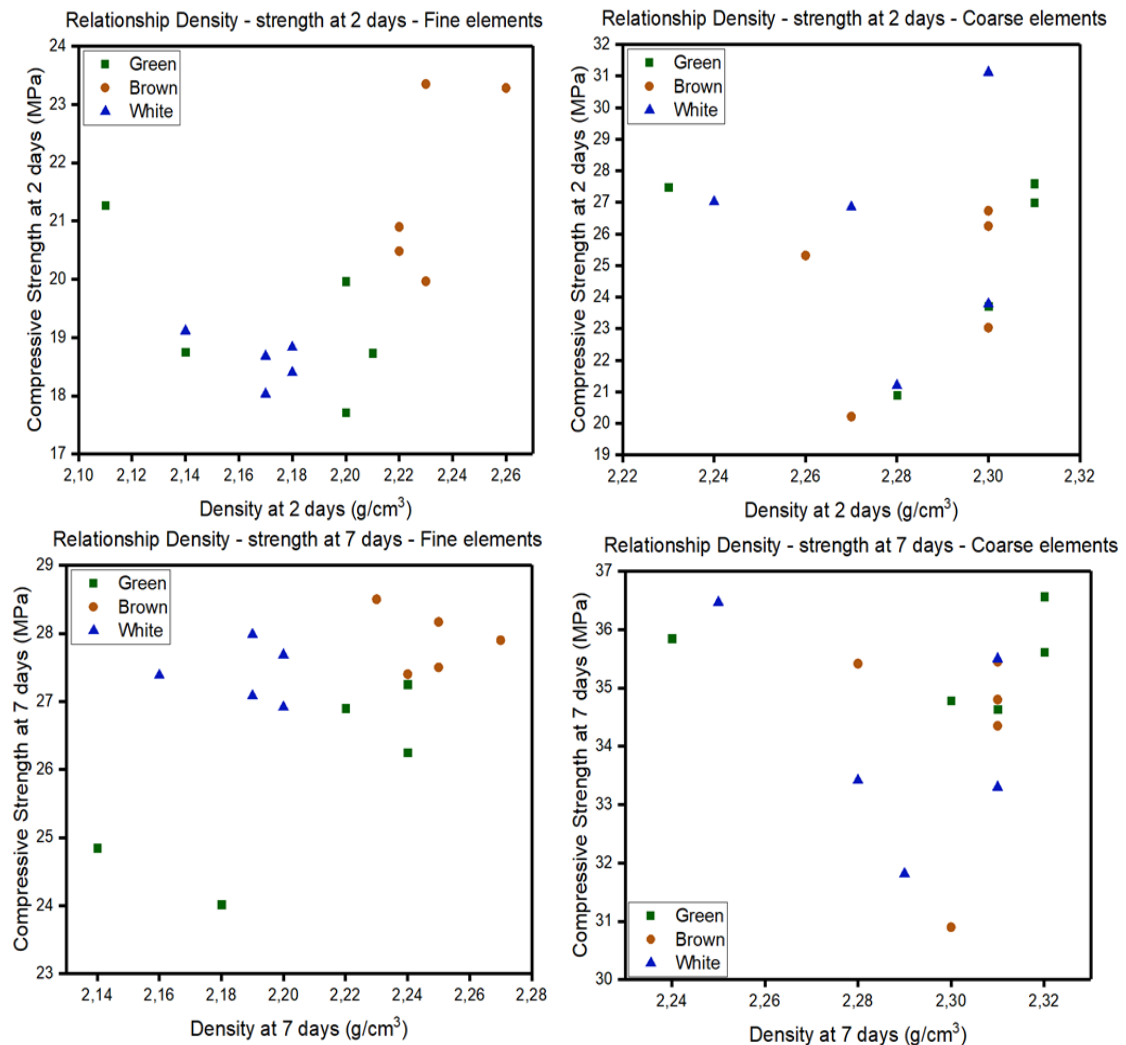 Relationship Density - strength at 2 days - Fine elements
Compressive Strength at 2 days (MPa)
24
23
22
21
20
19
18
17
Green
Brown
White
2,11
2,12
2,14
2,16
2,18
2,20
2,22
2,24
2,26
Density at 2 days (g/cm³)
Relationship Density - strength at 2 days - Coarse elements
Compressive Strength at 2 days (MPa)
32
31
30
29
28
27
26
25
24
23
22
21
20
19
Green
Brown
White
2,22
2,24
2,26
2,28
2,30
2,32
Density at 2 days (g/cm³)
Relationship Density - strength at 7 days - Fine elements
Compressive Strength at 7 days (MPa)
29
28
27
26
25
24
23
Green
Brown
White
2,14
2,16
2,18
2,20
2,22
2,24
2,26
2,28
Density at 7 days (g/cm³)
Relationship Density - strength at 7 days - Coarse elements
Compressive Strength at 7 days (MPa)
37
36
35
34
33
32
31
30
Green
Brown
White
2,24
2,26
2,28
2,30
2,32
Density at 7 days (g/cm³)